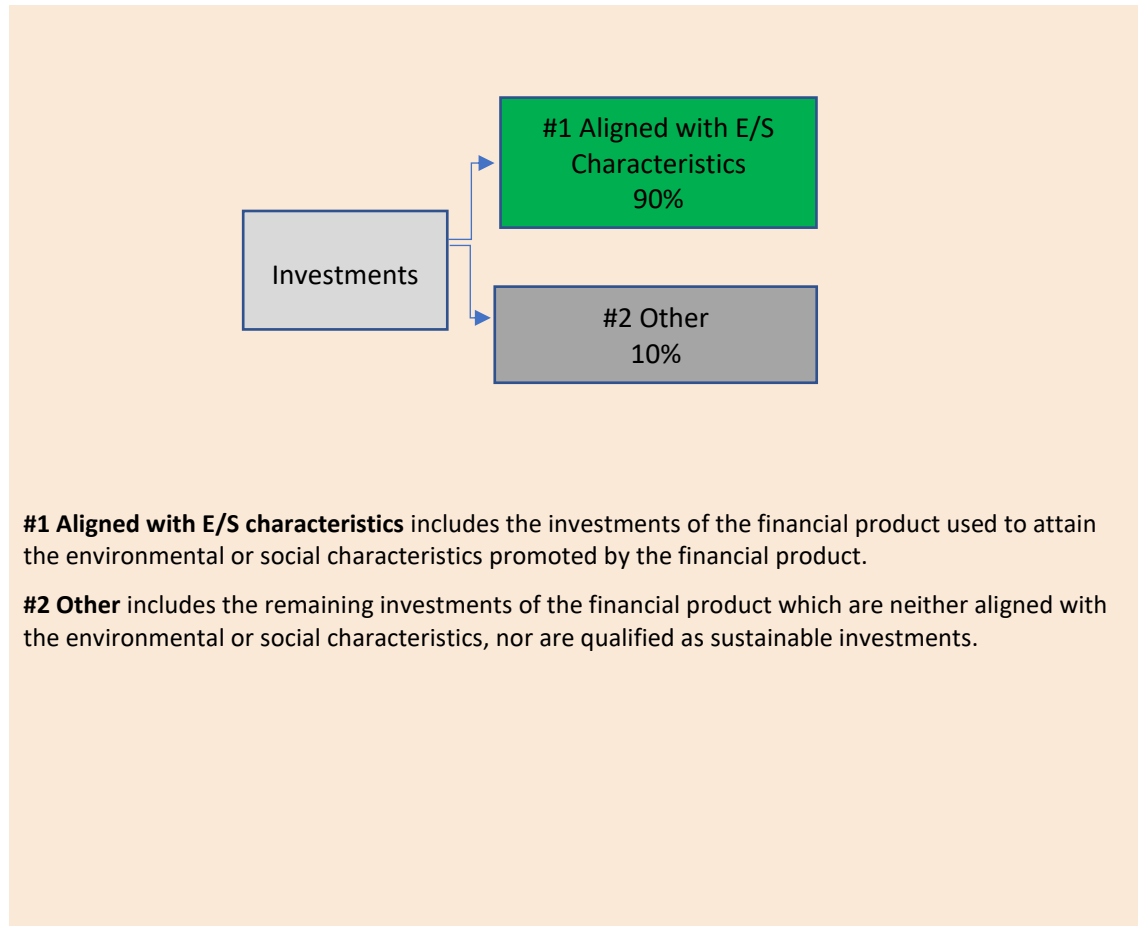 #1 Aligned with E/S
Characteristics
90%
Investments
#2 Other
10%
#1 Aligned with E/S characteristics includes the investments of the financial product used to attain
the environmental or social characteristics promoted by the financial product.
#2 Other includes the remaining investments of the financial product which are neither aligned with
the environmental or social characteristics, nor are qualified as sustainable investments.